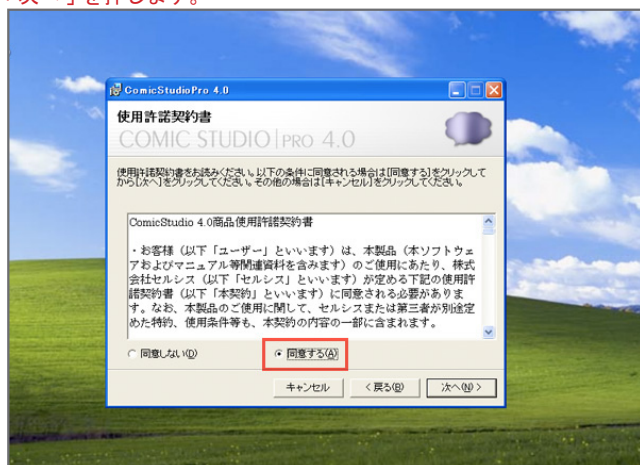 次へ」を押します。
ComicStudioPro 4.0
使用許諾契約書
COMIC STUDIO | PRO 4.0
使用許諾契約書をお読みください。以下の条件に同意される場合は[同意する]をクリックして
から[次へ]をクリックしてください。その他の場合は[キャンセル]をクリックしてください。
ComicStudio 4.0商品使用許諾契約書
・お客様（以下「ユーザー」といいます）は、本製品（本ソフトウェ
アおよびマニュアル等関連資料を含みます）のご使用にあたり、株式
会社セルシス（以下「セルシス」といいます）が定める下記の使用許
諾契約書（以下「本契約」といいます）に同意される必要がありま
す。なお、本製品のご使用に関して、セルシスまたは第三者が別途定
めた特約、使用条件等も、本契約の内容の一部に含まれます。
同意しない(D)
同意する(A)
キャンセル
< 戻る(B)
次へ(N) >